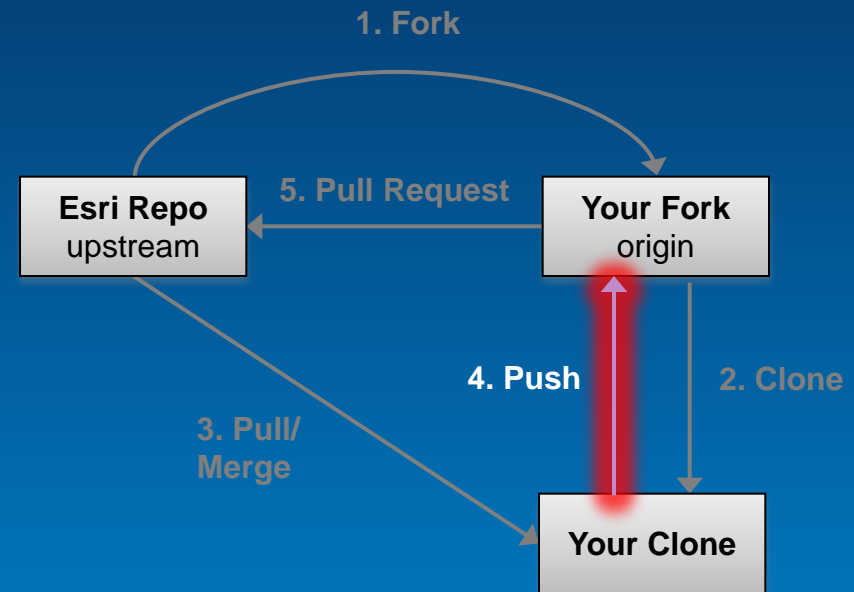 1. Fork
Esri Repo
upstream
5. Pull Request
Your Fork
origin
4. Push
2. Clone
3. Pull/
Merge
Your Clone